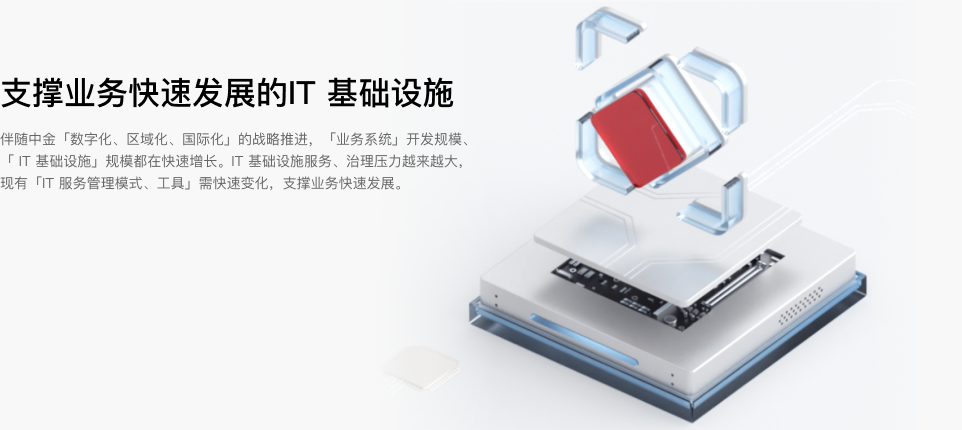 支撑业务快速发展的IT 基础设施
伴随中金「数字化、区域化、国际化」的战略推进，「业务系统」开发规模、
「 IT 基础设施」规模都在快速增长。IT 基础设施服务、治理压力越来越大，
现有「IT 服务管理模式、工具」需快速变化，支撑业务快速发展。